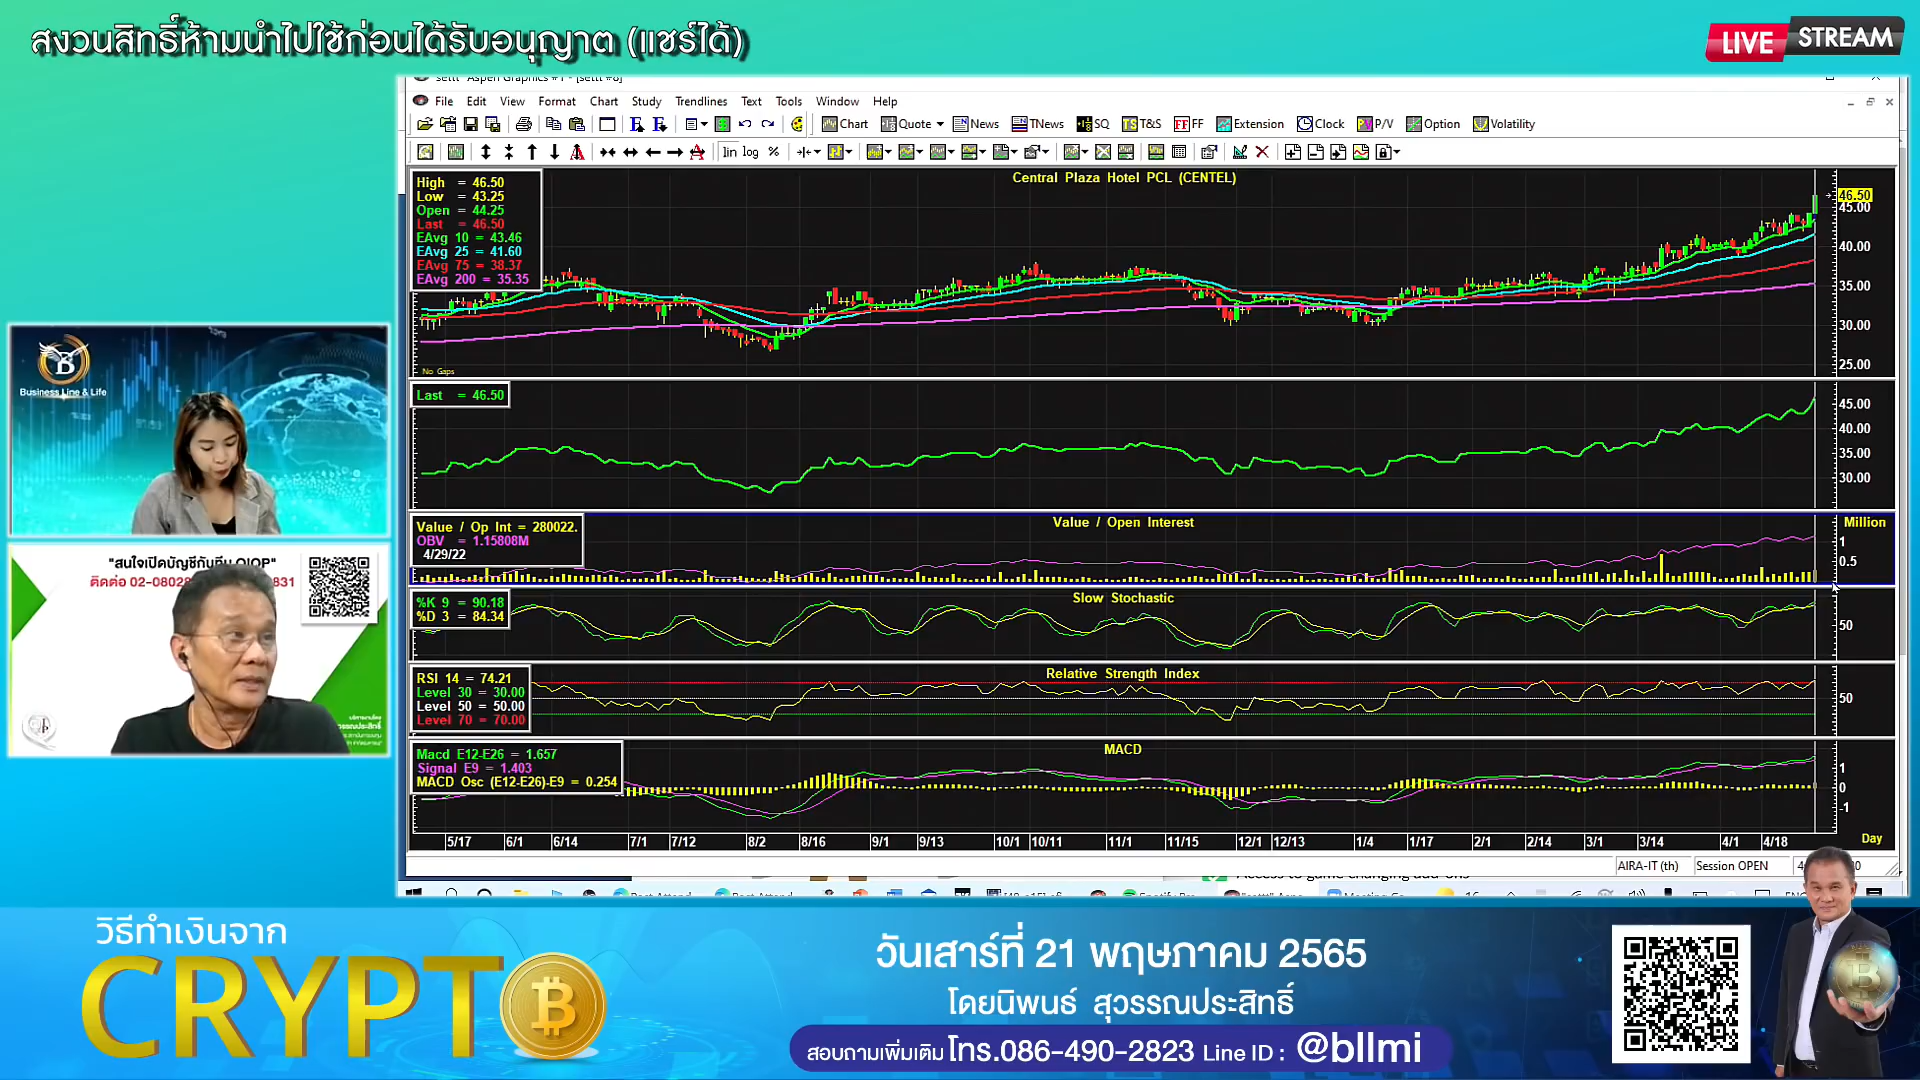 สงวนสิทธิ์ห้ามนำไปใช้ก่อนได้รับอนุญาต (แชร์ได้)
LIVE STREAM
File Edit View Format Chart Study Trendlines Text Tools Window Help
Chart Quote News TNews SQ T&S FF Extension Clock P/V Option Volatility
lin log %
Central Plaza Hotel PCL (CENTEL)
High = 46.50
Low = 43.25
Open = 44.25
Last = 46.50
EAvg 10 = 43.46
EAvg 25 = 41.60
EAvg 75 = 38.37
EAvg 200 = 35.35
No Gaps
46.50
45.00
40.00
35.00
30.00
25.00
Last = 46.50
45.00
40.00
35.00
30.00
Value / Open Interest
Value / Op Int = 280022.
OBV = 1.15808M
4/29/22
Million
1
0.5
Slow Stochastic
%K 9 = 90.18
%D 3 = 84.34
50
Relative Strength Index
RSI 14 = 74.21
Level 30 = 30.00
Level 50 = 50.00
Level 70 = 70.00
50
MACD
Macd E12-E26 = 1.657
Signal E9 = 1.403
MACD Osc (E12-E26)-E9 = 0.254
1
0
-1
5/17 6/1 6/14 7/1 7/12 8/2 8/16 9/1 9/13 10/1 10/11 11/1 11/15 12/1 12/13 1/4 1/17 2/1 2/14 3/1 3/14 4/1 4/18 Day
AIRA-IT (th) Session OPEN
B
Business Line & Life
"สนใจเปิดบัญชีกับทีม
ติดต่อ 02-0802 831
วิธีทำเงินจาก
CRYPTO
วันเสาร์ที่ 21 พฤษภาคม 2565
โดยนิพนธ์ สุวรรณประสิทธิ์
สอบถามเพิ่มเติม โทร.086-490-2823 Line ID : @bllmi